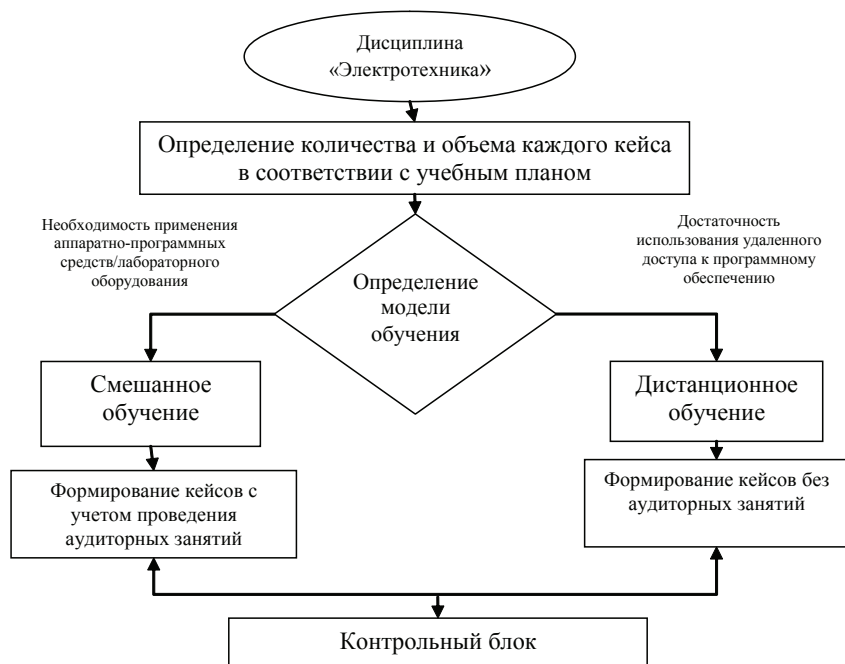 Дисциплина
«Электротехника»
Определение количества и объема каждого кейса
в соответствии с учебным планом
Необходимость применения
аппаратно-программных
средств/лабораторного
оборудования
Достаточность
использования удаленного
доступа к программному
обеспечению
Определение
модели
обучения
Смешанное
обучение
Дистанционное
обучение
Формирование кейсов с
учетом проведения
аудиторных занятий
Формирование кейсов без
аудиторных занятий
Контрольный блок